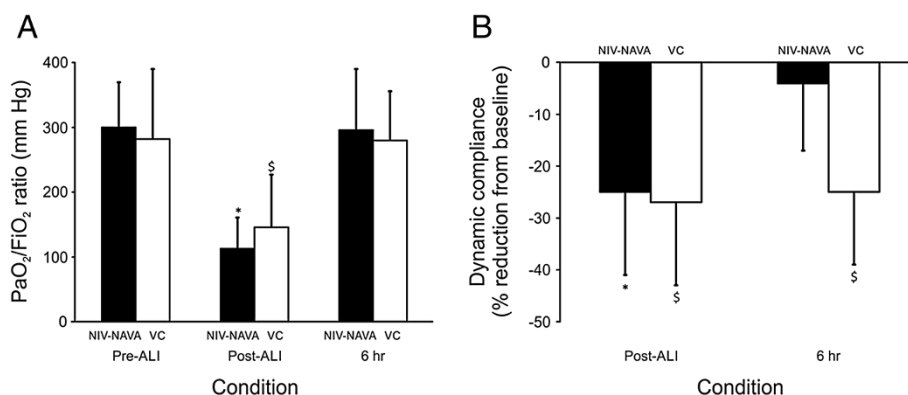 A
PaO2/FiO2 ratio (mm Hg)
400
300
200
100
0
*
$
NIV-NAVA VC NIV-NAVA VC NIV-NAVA VC
Pre-ALI Post-ALI 6 hr
Condition
B
NIV-NAVA VC NIV-NAVA VC
Dynamic compliance
(% reduction from baseline)
0
-10
-20
-30
-40
-50
*
$
$
Post-ALI 6 hr
Condition